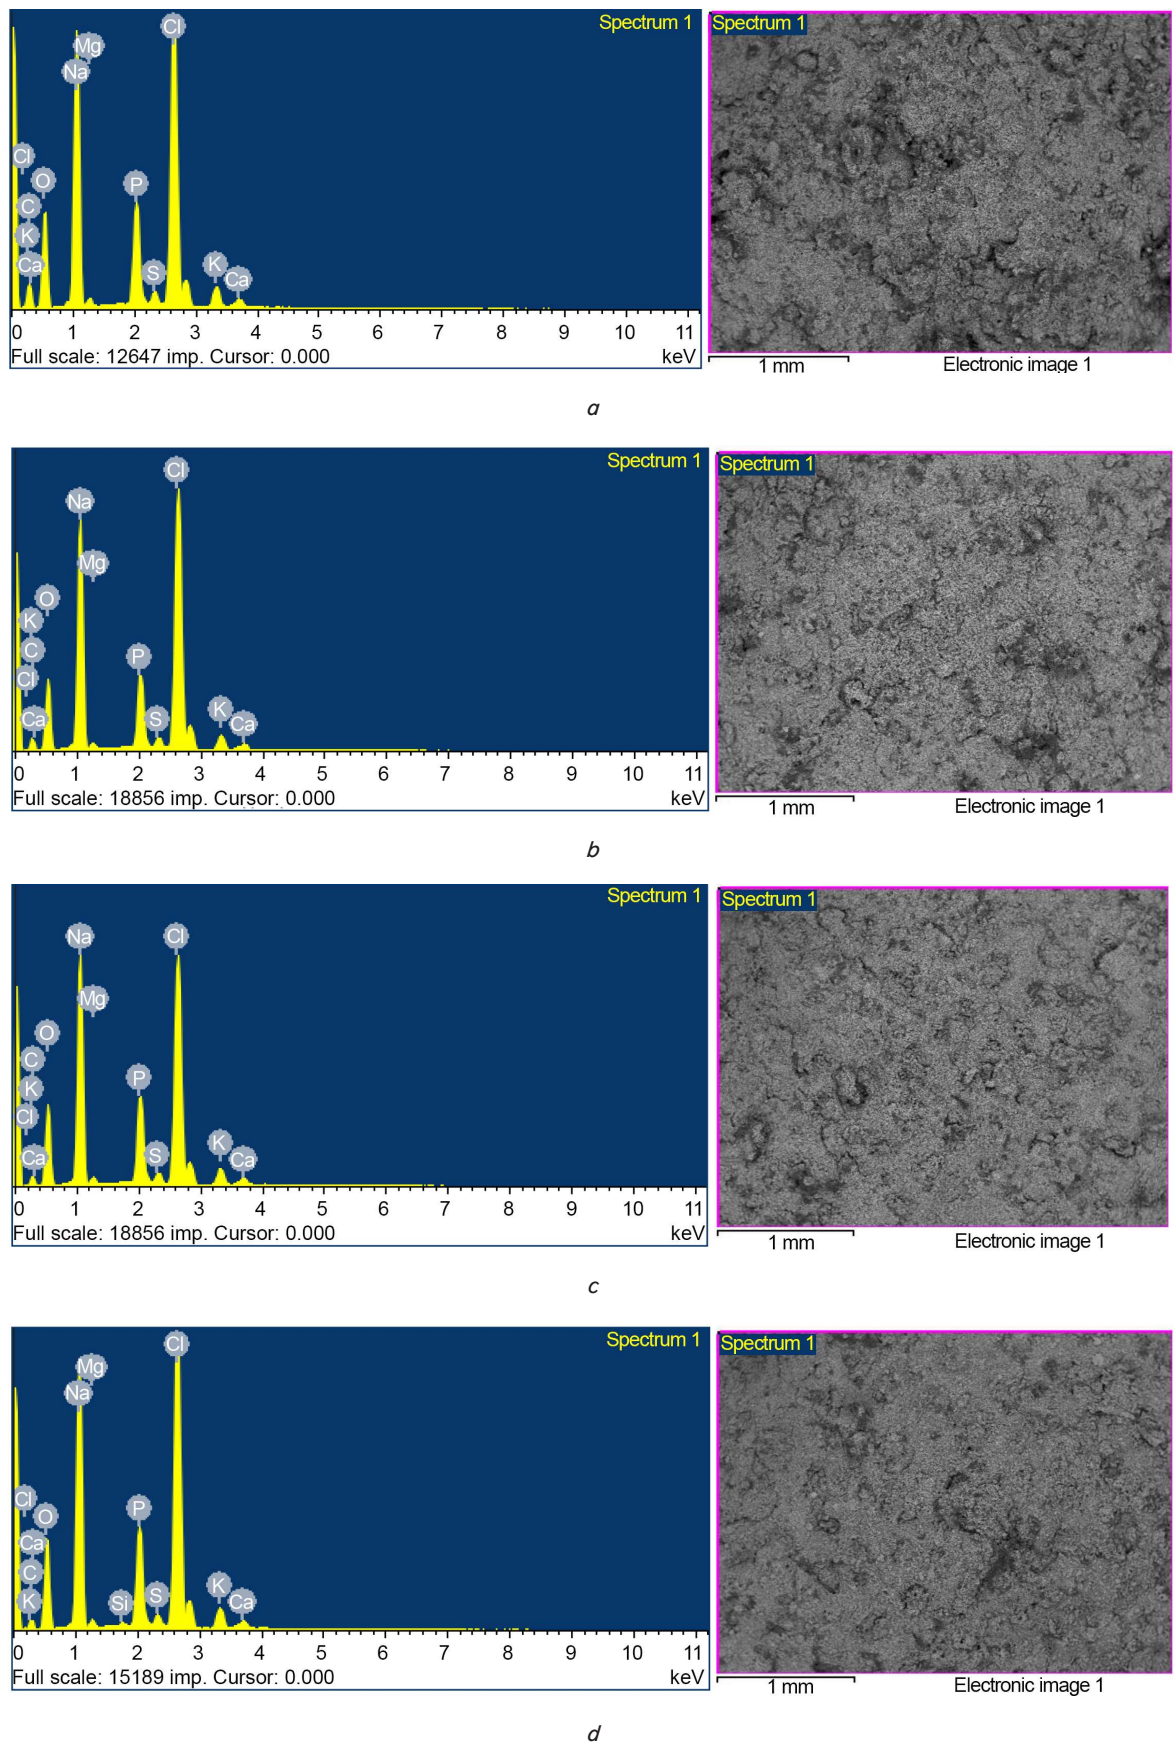 Spectrum 1
Cl
Mg
Na
Cl
O
P
C
K
Ca
S
K
Ca
0 1 2 3 4 5 6 7 8 9 10 11
Full scale: 12647 imp. Cursor: 0.000 keV
Spectrum 1
1 mm Electronic image 1
a
Spectrum 1
Cl
Na
Mg
O
K
C
P
Cl
Ca
S
K
Ca
0 1 2 3 4 5 6 7 8 9 10 11
Full scale: 18856 imp. Cursor: 0.000 keV
Spectrum 1
1 mm Electronic image 1
b
Spectrum 1
Na
Cl
Mg
O
C
P
K
Cl
Ca
S
K
Ca
0 1 2 3 4 5 6 7 8 9 10 11
Full scale: 18856 imp. Cursor: 0.000 keV
Spectrum 1
1 mm Electronic image 1
c
Spectrum 1
Cl
Mg
Na
Cl
O
P
Ca
C
K
Si
S
K
Ca
0 1 2 3 4 5 6 7 8 9 10 11
Full scale: 15189 imp. Cursor: 0.000 keV
Spectrum 1
1 mm Electronic image 1
d